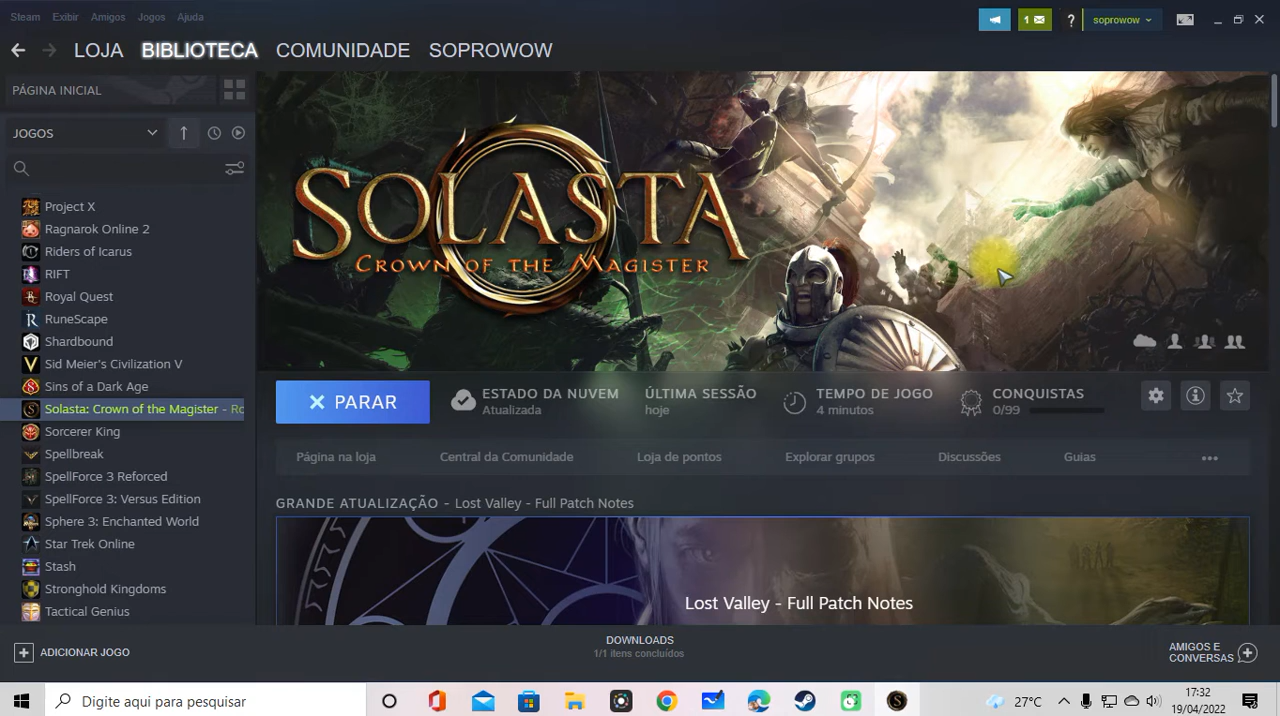 Steam Exibir Amigos Jogos Ajuda
1
?
soprowow
LOJA BIBLIOTECA COMUNIDADE SOPROWOW
PÁGINA INICIAL
JOGOS
Project X
Ragnarok Online 2
Riders of Icarus
RIFT
Royal Quest
RuneScape
Shardbound
Sid Meier's Civilization V
Sins of a Dark Age
Solasta: Crown of the Magister - Ro
Sorcerer King
Spellbreak
SpellForce 3 Reforced
SpellForce 3: Versus Edition
Sphere 3: Enchanted World
Star Trek Online
Stash
Stronghold Kingdoms
Tactical Genius
SOLASTA
CROWN OF THE MAGISTER
PARAR
ESTADO DA NUVEM
Atualizada
ÚLTIMA SESSÃO
hoje
TEMPO DE JOGO
4 minutos
CONQUISTAS
0/99
Página na loja Central da Comunidade Loja de pontos Explorar grupos Discussões Guias
GRANDE ATUALIZAÇÃO - Lost Valley - Full Patch Notes
Lost Valley - Full Patch Notes
ADICIONAR JOGO
DOWNLOADS
1/1 itens concluídos
AMIGOS E
CONVERSAS
Digite aqui para pesquisar
27°C
17:32
19/04/2022